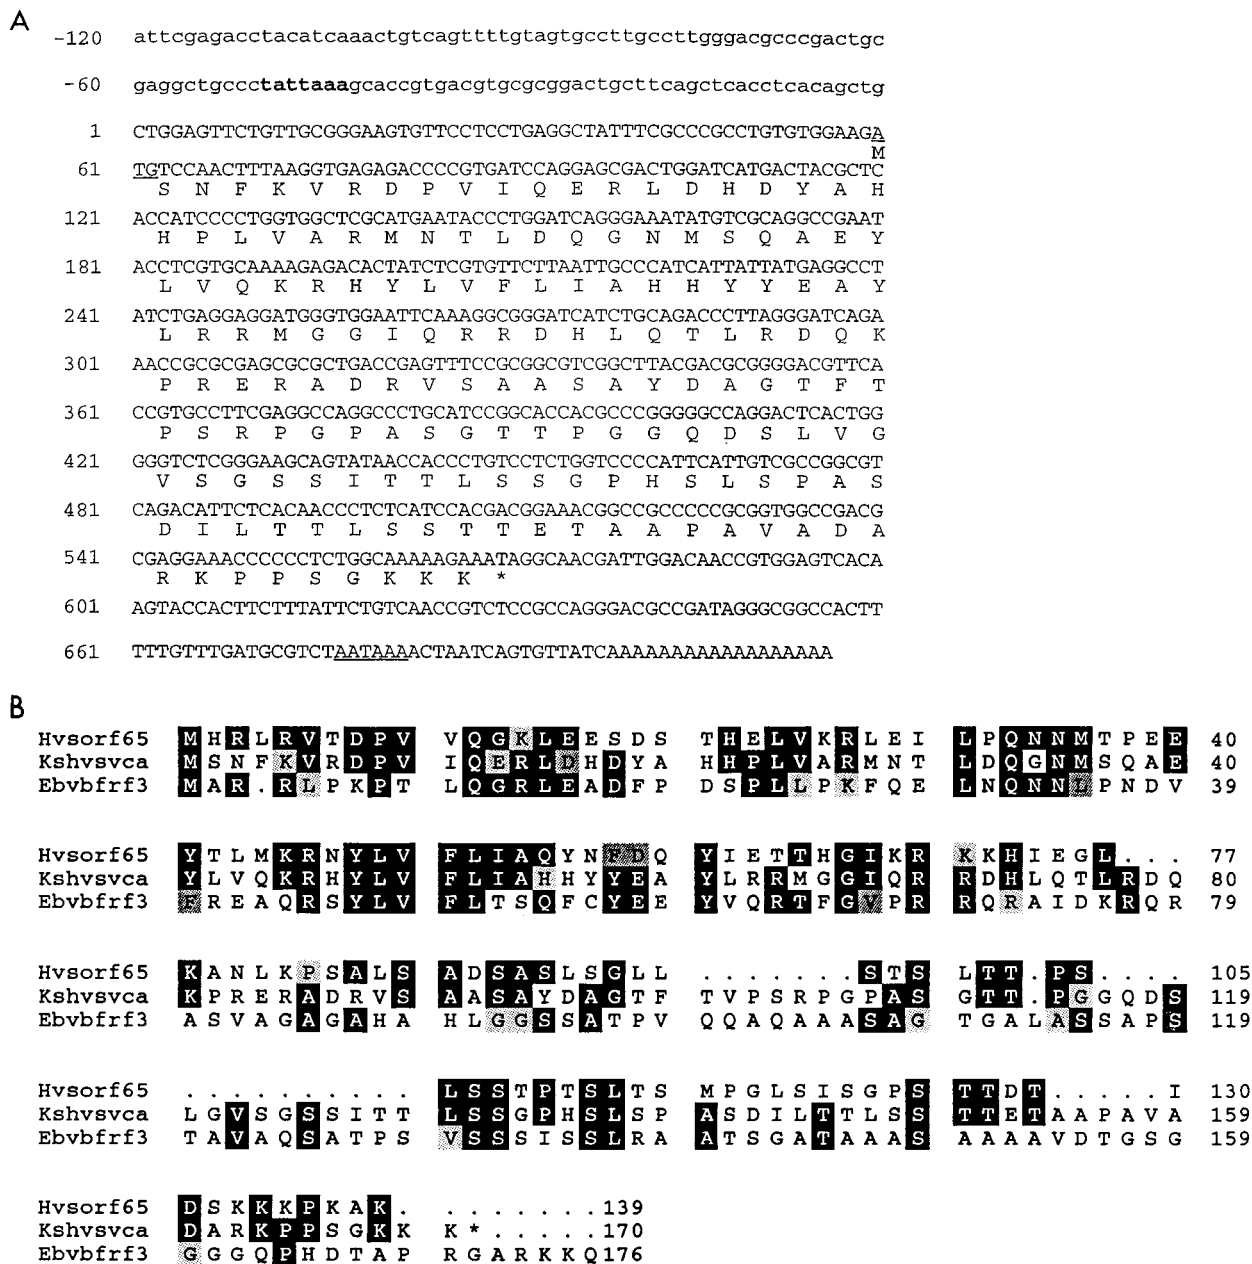 A
-120 attcgagacctacatcaaactgtcagttttgtagtgccttgccttgggacgcccgactgc
-60 gaggctgccctattaaagcaccgtgacgtgcgcggactgcttcagctcacctcacagctg
1 CTGGAGTTCTGTTGCGGGAAGTGTTCCTCCTGAGGCTATTTCGCCCGCCTGTGTGGAAGA
M
61 TGTCCAACTTTAAGGTGAGAGACCCCGTGATCCAGGAGCGACTGGATCATGACTACGCTC
S N F K V R D P V I Q E R L D H D Y A H
121 ACCATCCCCTGGTGGCTCGCATGAATACCCTGGATCAGGGAAATATGTCGCAGGCCGAAT
H P L V A R M N T L D Q G N M S Q A E Y
181 ACCTCGTGCAAAAGAGACACTATCTCGTGTTCTTAATTGCCCATCATTATTATGAGGCCT
L V Q K R H Y L V F L I A H H Y Y E A Y
241 ATCTGAGGAGGATGGGTGGAATTCAAAGGCGGGATCATCTGCAGACCCTTAGGGATCAGA
L R R M G G I Q R R D H L Q T L R D Q K
301 AACCGCGCGAGCGCGCTGACCGAGTTTCCGCGGCGTCGGCTTACGACGCGGGGACGTTCA
P R E R A D R V S A A S A Y D A G T F T
361 CCGTGCCTTCGAGGCCAGGCCCTGCATCCGGCACCACGCCCGGGGGCCAGGACTCACTGG
P S R P G P A S G T T P G G Q D S L V G
421 GGGTCTCGGGAAGCAGTATAACCACCCTGTCCTCTGGTCCCCATTCATTGTCGCCGGCGT
V S G S S I T T L S S G P H S L S P A S
481 CAGACATTCTCACAACCCTCTCATCCACGACGGAAACGGCCGCCCCCGCGGTGGCCGACG
D I L T T L S S T T E T A A P A V A D A
541 CGAGGAAACCCCCCTCTGGCAAAAAGAAATAGGCAACGATTGGACAACCGTGGAGTCACA
R K P P S G K K K *
601 AGTACCACTTCTTTATTCTGTCAACCGTCTCCGCCAGGGACGCCGATAGGGCGGCCACTT
661 TTTGTTTGATGCGTCTAATAAAACTAATCAGTGTTATCAAAAAAAAAAAAAAAAAA
B
Hvsorf65 MHRLRVTDPV VQGKLEESDS THELVKRLEI LPQNNMTPEE 40
Kshvsvca MSNFKVRDPV IQERLDHDYA HHPLVARMNT LDQGNMSQAE 40
Ebvbfrf3 MAR.RLPKPT LQGRLEADFP DSPLLPKFQE LNQNNLPNDV 39
Hvsorf65 YTLMKRNYLV FLIAQYNFDQ YIETTHGIKR KKHIEGL... 77
Kshvsvca YLVQKRHYLV FLIAHHYYEA YLRRMGGIQR RDHLQTLRDQ 80
Ebvbfrf3 FREAQRSYLV FLTSQFCYEE YVQRTFGVPR RQRAIDKRQR 79
Hvsorf65 KANLKPSALS ADSASLSGLL .......STS LTT.PS.... 105
Kshvsvca KPRERADRVS AASAYDAGTF TVPSRPGPAS GTT.PGGQDS 119
Ebvbfrf3 ASVAGAGAHA HLGGSSATPV QQAQAAASAG TGALASSAPS 119
Hvsorf65 .......... LSSTPTSLTS MPGLSISGPS TTDT.....I 130
Kshvsvca LGVSGSSITT LSSGPHSLSP ASDILTTLSS TTETAAPAVA 159
Ebvbfrf3 TAVAQSATPS VSSSISSLRA ATSGATAAAS AAAAVDTGSG 159
Hvsorf65 DSKKKPKAK. .......139
Kshvsvca DARKPPSGKK K*.....170
Ebvbfrf3 GGGQPHDTAP RGARKKQ176